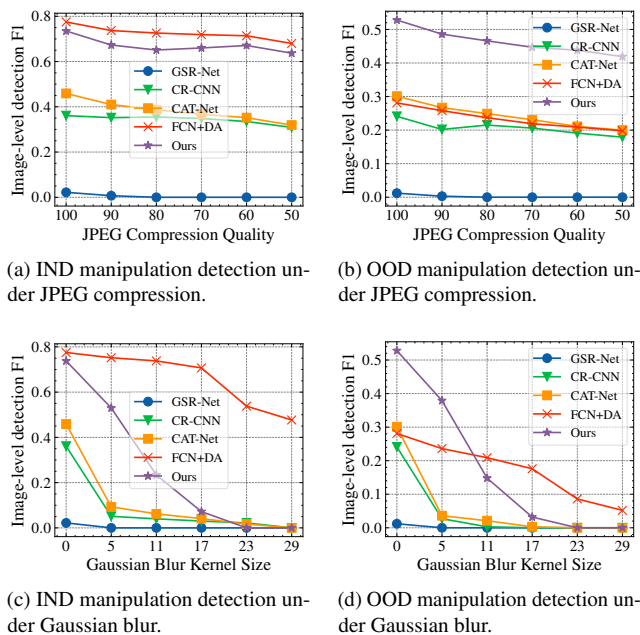 Image-level detection F1
0.8
0.6
0.4
0.2
0.0
GSR-Net
CR-CNN
CAT-Net
FCN+DA
Ours
100 90 80 70 60 50
JPEG Compression Quality
(a) IND manipulation detection un-
der JPEG compression.
Image-level detection F1
0.5
0.4
0.3
0.2
0.1
0.0
GSR-Net
CR-CNN
CAT-Net
FCN+DA
Ours
100 90 80 70 60 50
JPEG Compression Quality
(b) OOD manipulation detection un-
der JPEG compression.
Image-level detection F1
0.8
0.6
0.4
0.2
0.0
GSR-Net
CR-CNN
CAT-Net
FCN+DA
Ours
0 5 11 17 23 29
Gaussian Blur Kernel Size
(c) IND manipulation detection un-
der Gaussian blur.
Image-level detection F1
0.5
0.4
0.3
0.2
0.1
0.0
GSR-Net
CR-CNN
CAT-Net
FCN+DA
Ours
0 5 11 17 23 29
Gaussian Blur Kernel Size
(d) OOD manipulation detection un-
der Gaussian blur.